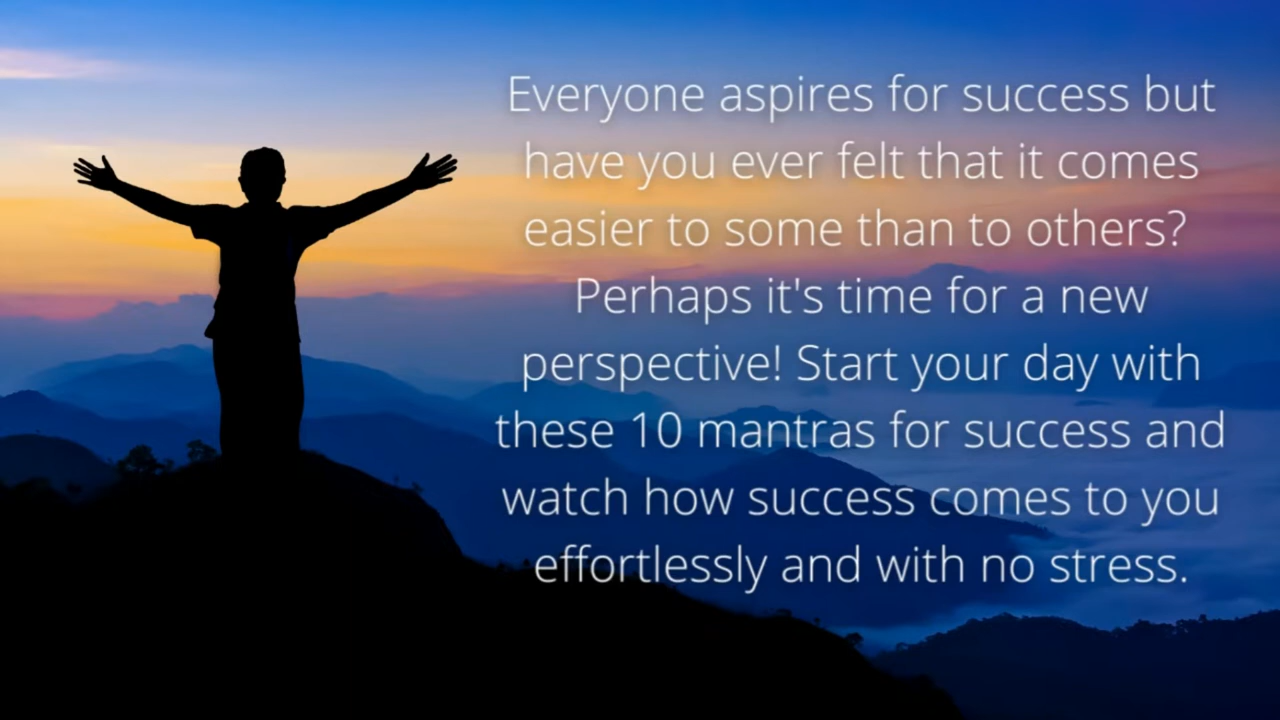 Everyone aspires for success but
have you ever felt that it comes
easier to some than to others?
Perhaps it's time for a new
perspective! Start your day with
these 10 mantras for success and
watch how success comes to you
effortlessly and with no stress.